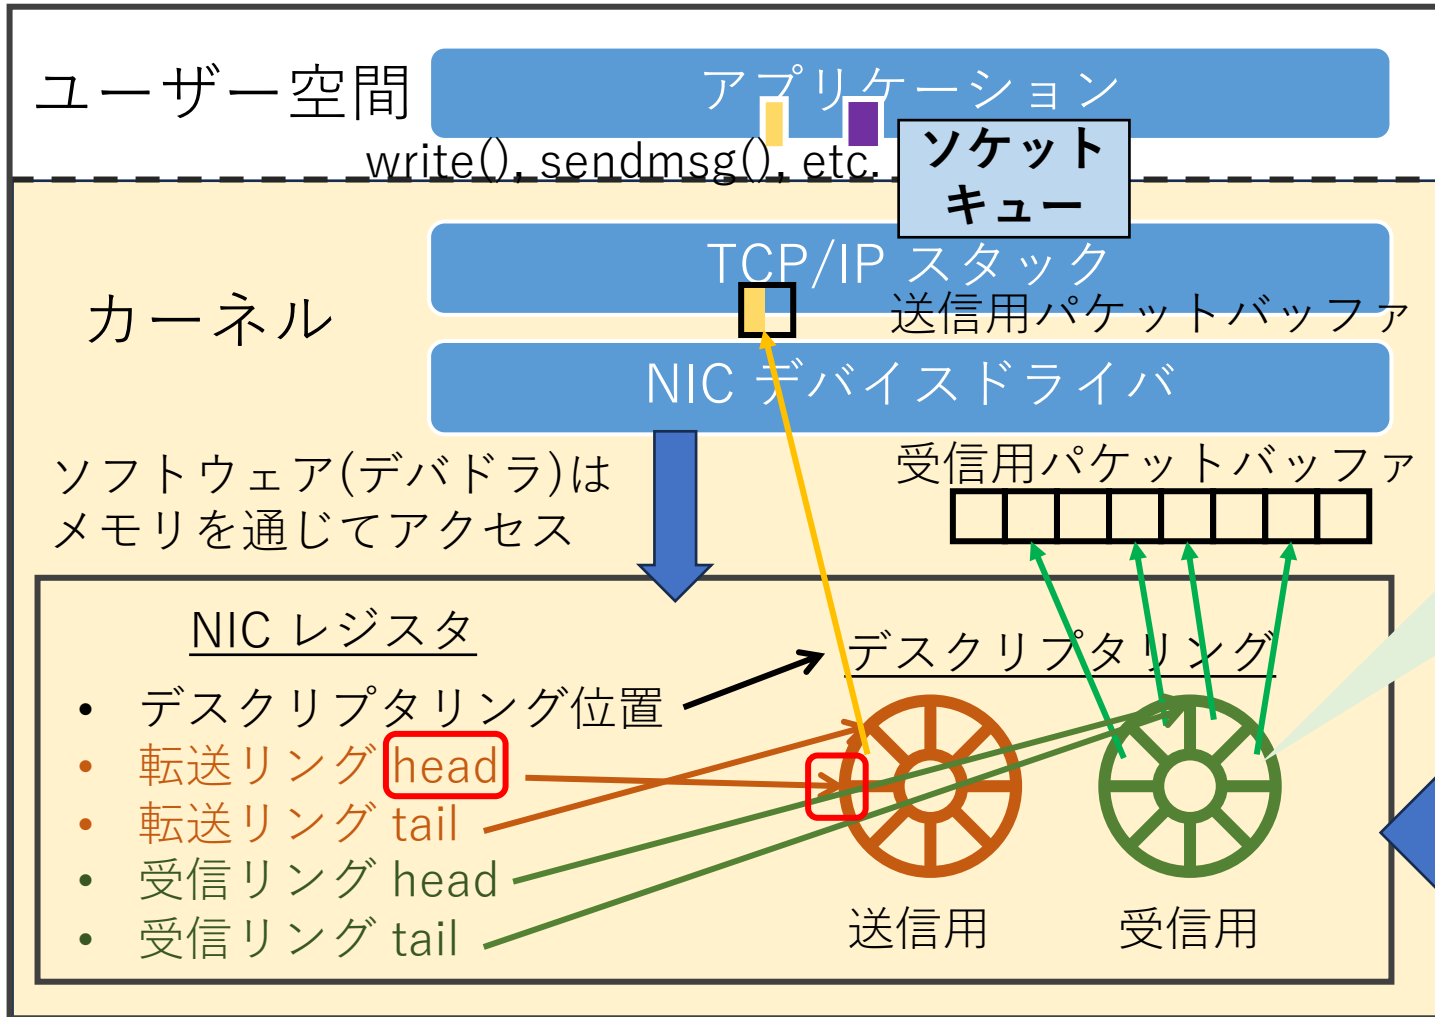 ユーザー空間
アプリケーション
write(), sendmsg(), etc.
ソケット
キュー
TCP/IP スタック
カーネル
送信用パケットバッファ
NIC デバイスドライバ
ソフトウェア(デバドラ)は
メモリを通じてアクセス
受信用パケットバッファ
NIC レジスタ
デスクリプタリング
• デスクリプタリング位置
• 転送リング head
• 転送リング tail
• 受信リング head
• 受信リング tail
送信用
受信用